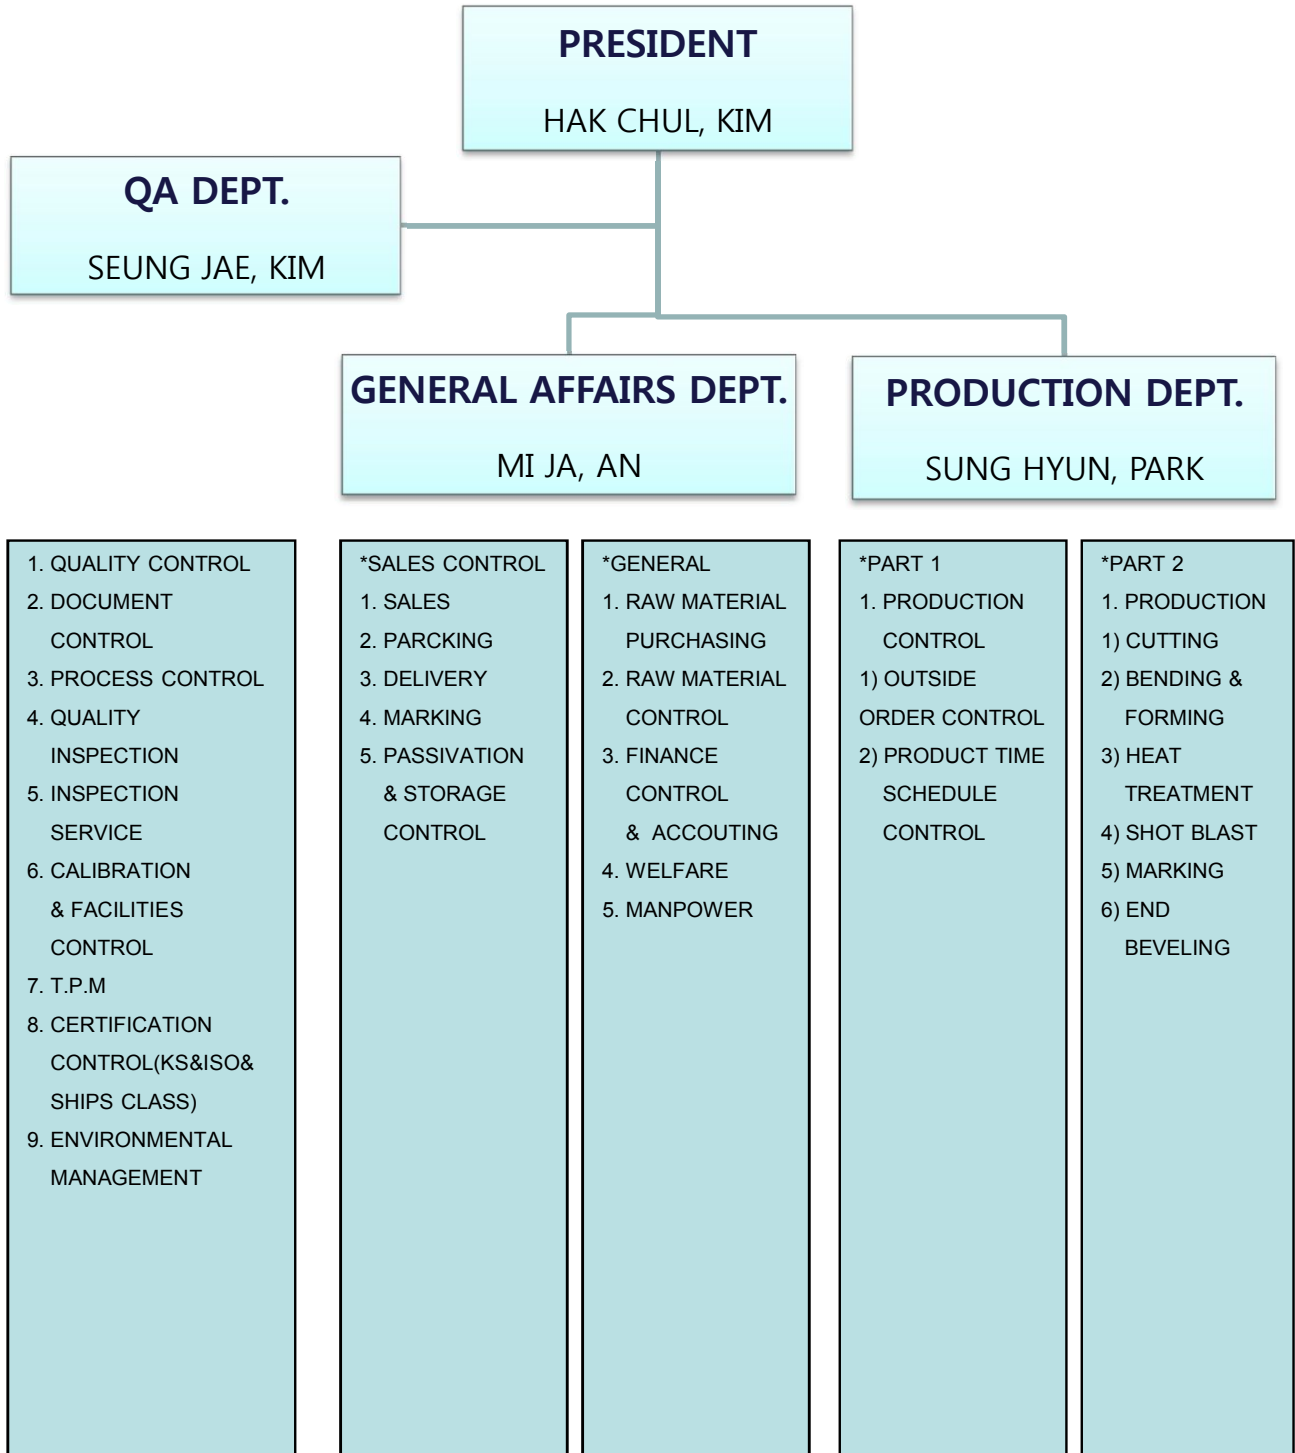 PRESIDENT
HAK CHUL, KIM
QA DEPT.
SEUNG JAE, KIM
GENERAL AFFAIRS DEPT.
MI JA, AN
PRODUCTION DEPT.
SUNG HYUN, PARK
1. QUALITY CONTROL
2. DOCUMENT
CONTROL
3. PROCESS CONTROL
4. QUALITY
INSPECTION
5. INSPECTION
SERVICE
6. CALIBRATION
& FACILITIES
CONTROL
7. T.P.M
8. CERTIFICATION
CONTROL(KS&ISO&
SHIPS CLASS)
9. ENVIRONMENTAL
MANAGEMENT
*SALES CONTROL
1. SALES
2. PARCKING
3. DELIVERY
4. MARKING
5. PASSIVATION
& STORAGE
CONTROL
*GENERAL
1. RAW MATERIAL
PURCHASING
2. RAW MATERIAL
CONTROL
3. FINANCE
CONTROL
& ACCOUTING
4. WELFARE
5. MANPOWER
*PART 1
1. PRODUCTION
CONTROL
1) OUTSIDE
ORDER CONTROL
2) PRODUCT TIME
SCHEDULE
CONTROL
*PART 2
1. PRODUCTION
1) CUTTING
2) BENDING &
FORMING
3) HEAT
TREATMENT
4) SHOT BLAST
5) MARKING
6) END
BEVELING